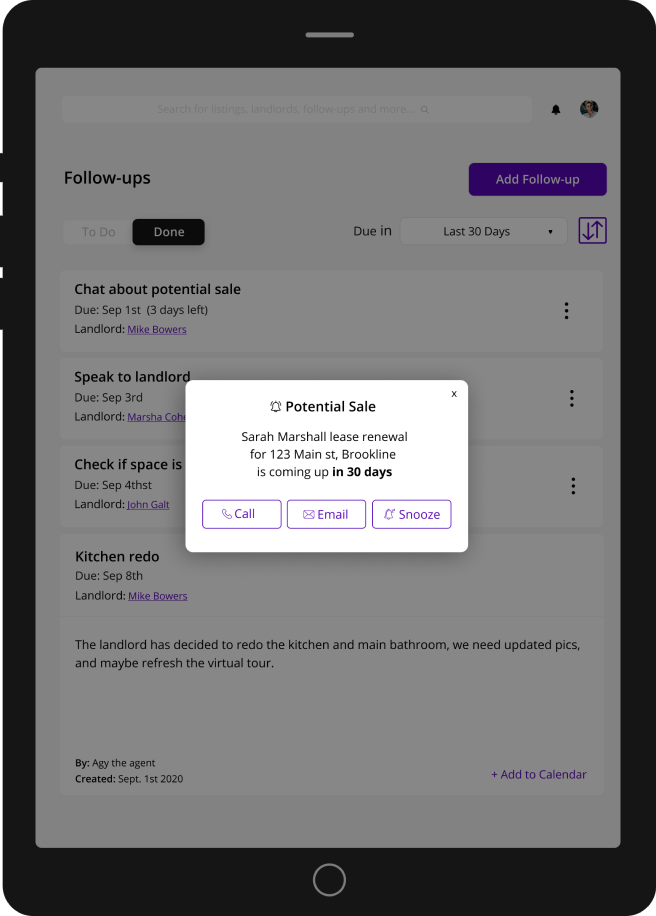 Search for listings, landlords, follow-ups and more...
Follow-ups
Add Follow-up
To Do
Done
Due in
Last 30 Days
Chat about potential sale
Due: Sep 1st (3 days left)
Landlord: Mike Bowers
Speak to landlord
Due: Sep 3rd
Landlord: Marsha
Check if space is
Due: Sep 4thst
Landlord: John Galt
x
Potential Sale
Sarah Marshall lease renewal
for 123 Main st, Brookline
is coming up in 30 days
Call
Email
Snooze
Kitchen redo
Due: Sep 8th
Landlord: Mike Bowers
The landlord has decided to redo the kitchen and main bathroom, we need updated pics,
and maybe refresh the virtual tour.
By: Agy the agent
Created: Sept. 1st 2020
+ Add to Calendar